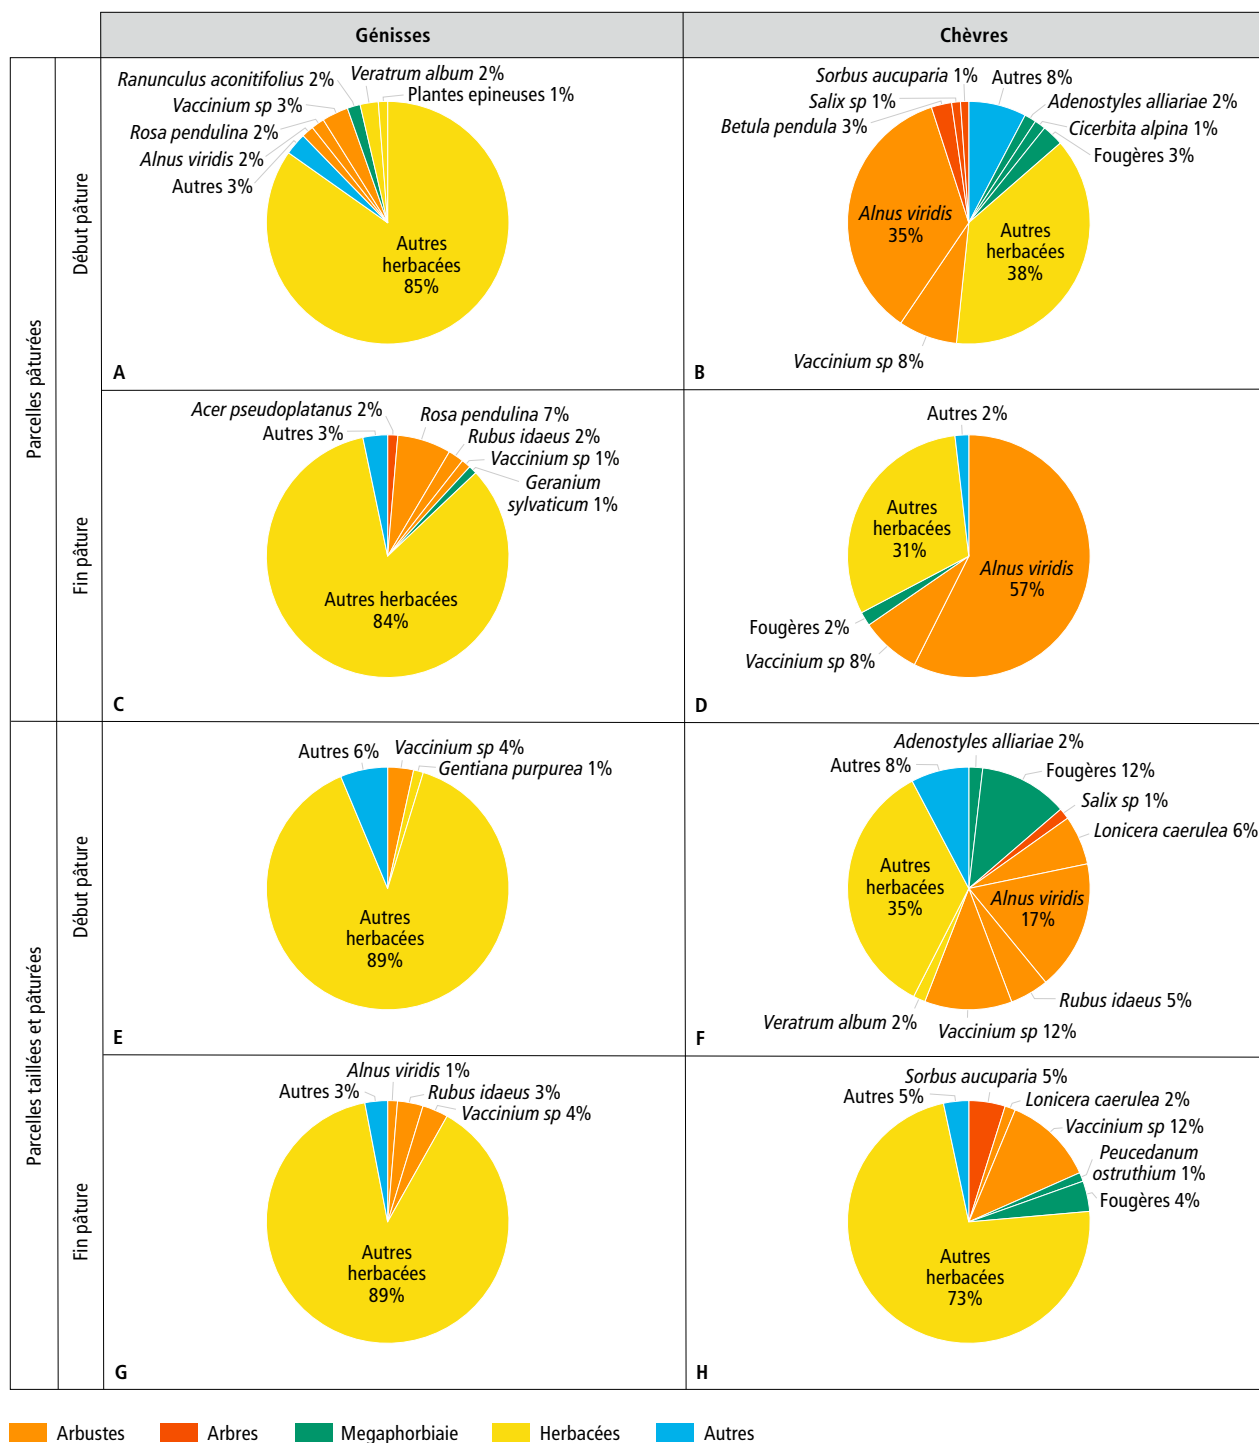 Génisses
Chèvres
Parcelles pâturées
Début pâture
Ranunculus aconitifolius 2%
Veratrum album 2%
Plantes epineuses 1%
Vaccinium sp 3%
Rosa pendulina 2%
Alnus viridis 2%
Autres 3%
Autres
herbacées
85%
A
Sorbus aucuparia 1%
Autres 8%
Salix sp 1%
Adenostyles alliariae 2%
Betula pendula 3%
Cicerbita alpina 1%
Fougères 3%
Alnus viridis
35%
Autres
herbacées
38%
Vaccinium sp 8%
B
Fin pâture
Acer pseudoplatanus 2%
Rosa pendulina 7%
Autres 3%
Rubus idaeus 2%
Vaccinium sp 1%
Geranium
sylvaticum 1%
Autres herbacées
84%
C
Autres 2%
Autres
herbacées
31%
Alnus viridis
57%
Fougères 2%
Vaccinium sp 8%
D
Parcelles taillées et pâturées
Début pâture
Autres 6%
Vaccinium sp 4%
Gentiana purpurea 1%
Autres
herbacées
89%
E
Adenostyles alliariae 2%
Autres 8%
Fougères 12%
Salix sp 1%
Lonicera caerulea 6%
Autres
herbacées
35%
Alnus viridis
17%
Rubus idaeus 5%
Veratrum album 2%
Vaccinium sp 12%
F
Fin pâture
Alnus viridis 1%
Autres 3%
Rubus idaeus 3%
Vaccinium sp 4%
Autres
herbacées
89%
G
Sorbus aucuparia 5%
Autres 5%
Lonicera caerulea 2%
Vaccinium sp 12%
Peucedanum
ostruthium 1%
Fougères 4%
Autres
herbacées
73%
H
Arbustes
Arbres
Megaphorbiaie
Herbacées
Autres